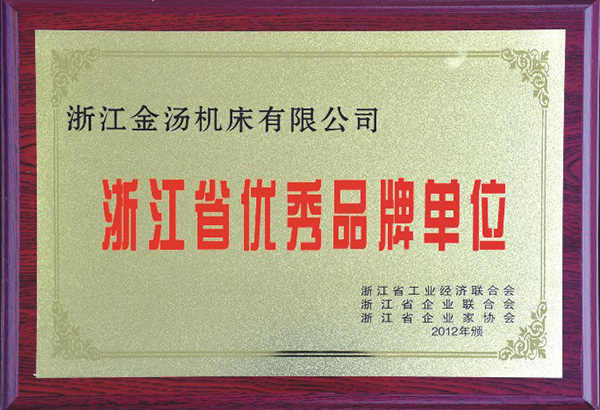 浙江金汤机床有限公司
浙江省优秀品牌单位
浙江省工业经济联合会
浙江省企业联合会
浙江省企业家协会
2012年颁